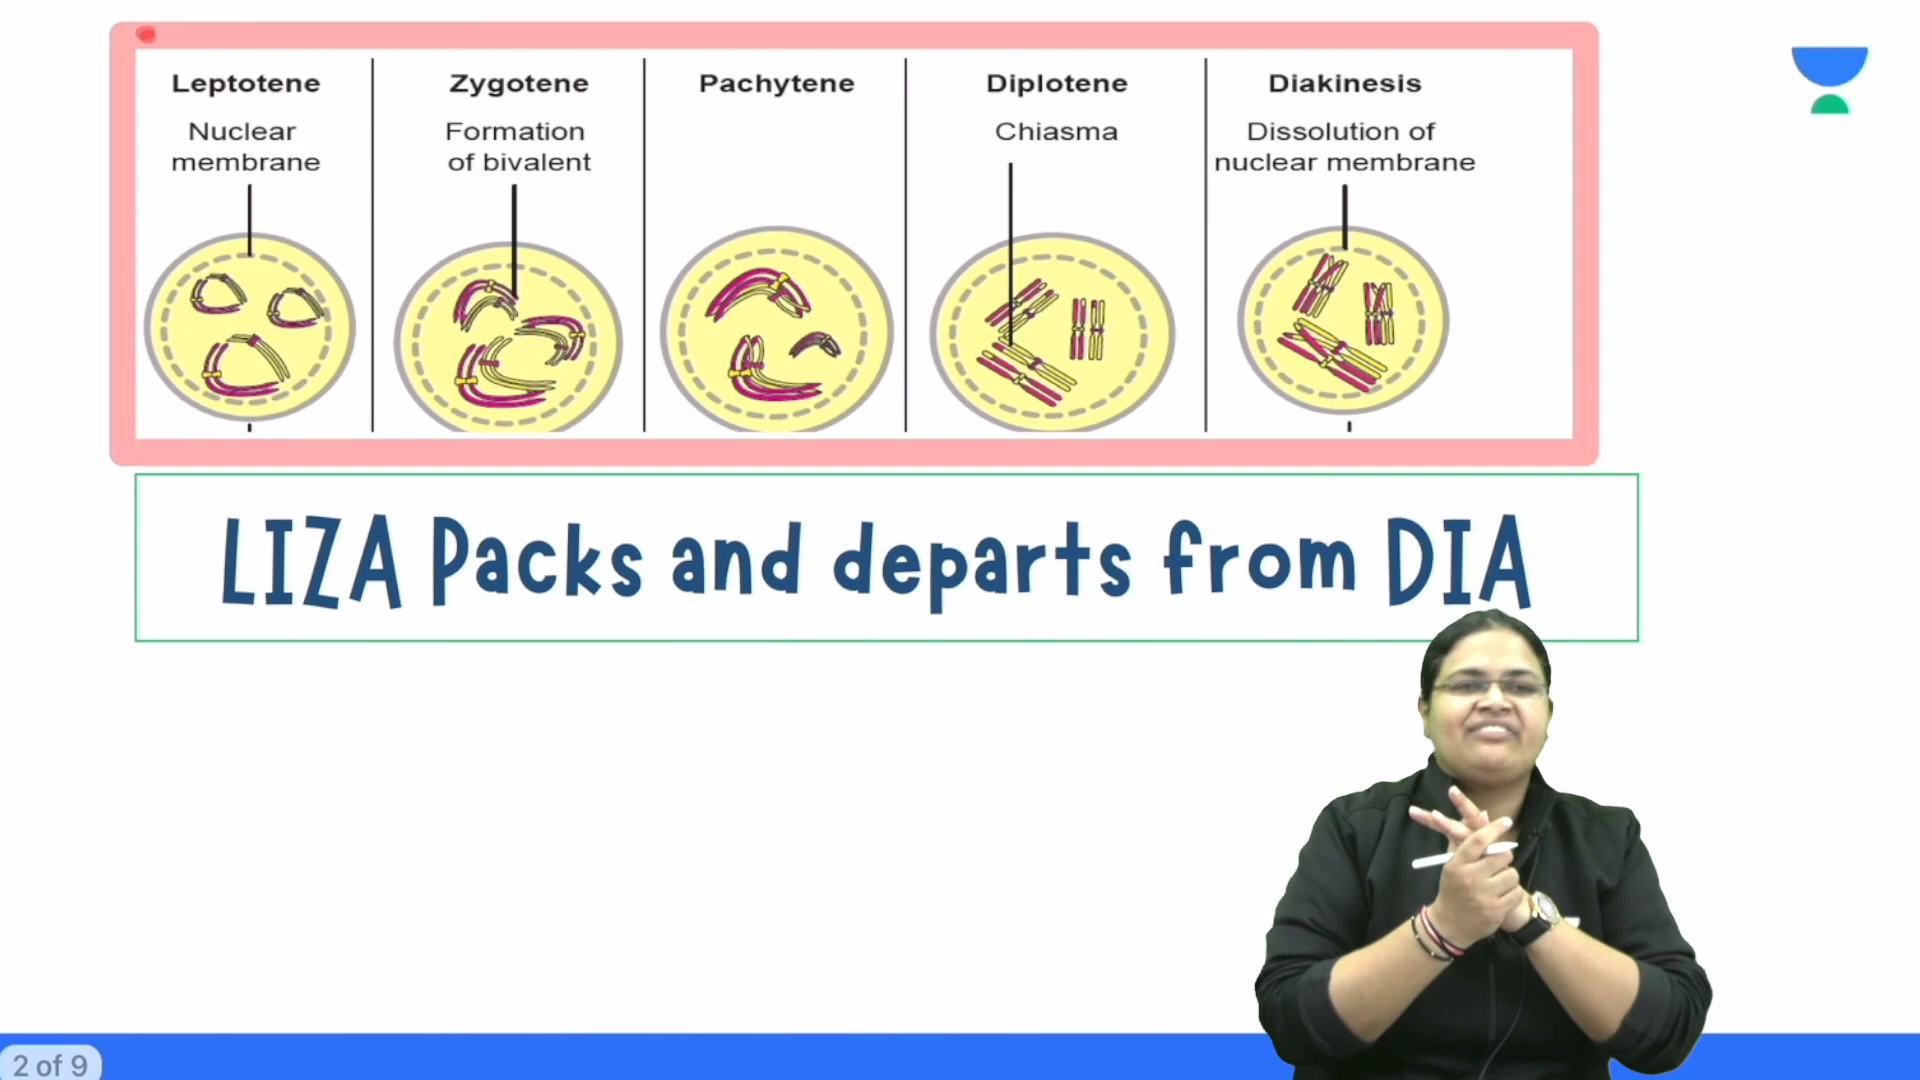 Leptotene
Nuclear
membrane
Zygotene
Formation
of bivalent
Pachytene
Diplotene
Chiasma
Diakinesis
Dissolution of
nuclear membrane
LIZA Packs and departs from DIA
2 of 9